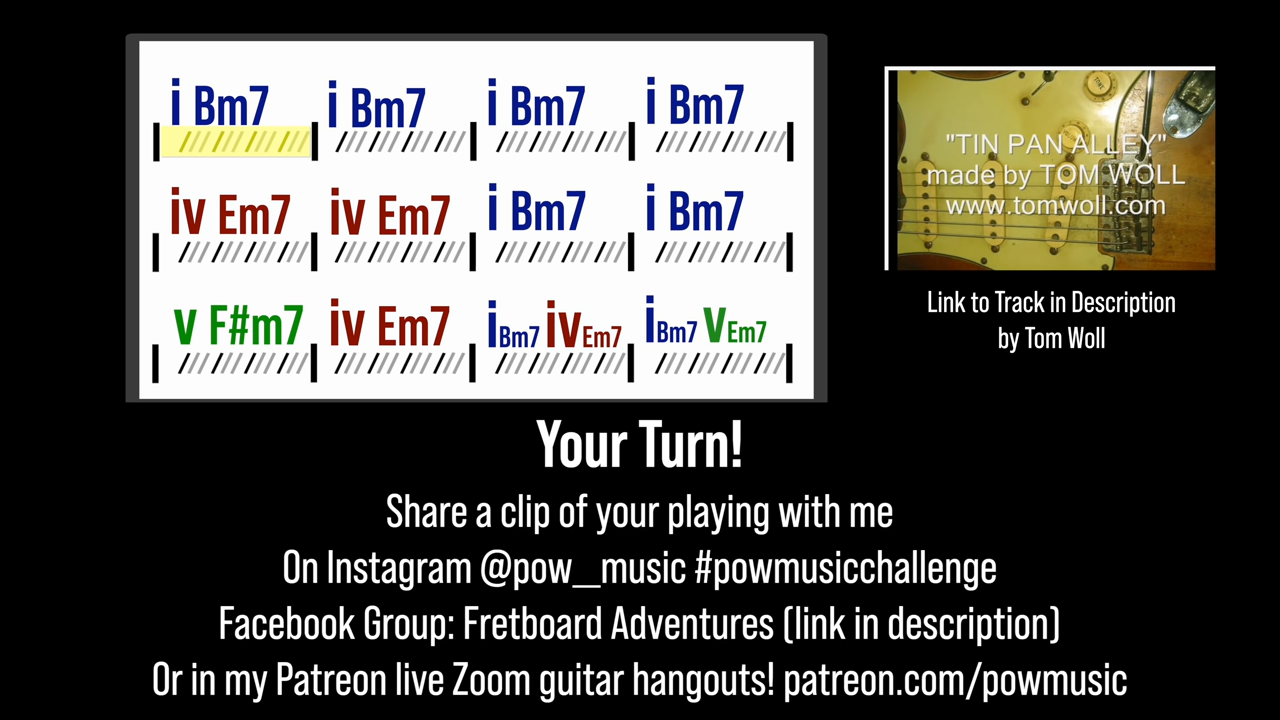 i Bm7 i Bm7 i Bm7 i Bm7
iv Em7 iv Em7 i Bm7 i Bm7
v F#m7 iv Em7 i Bm7 iv Em7 i Bm7 v Em7
"TIN PAN ALLEY"
made by TOM WOLL
www.tomwoll.com
Link to Track in Description
by Tom Woll
Your Turn!
Share a clip of your playing with me
On Instagram @pow_music #powmusicchallenge
Facebook Group: Fretboard Adventures (link in description)
Or in my Patreon live Zoom guitar hangouts! patreon.com/powmusic